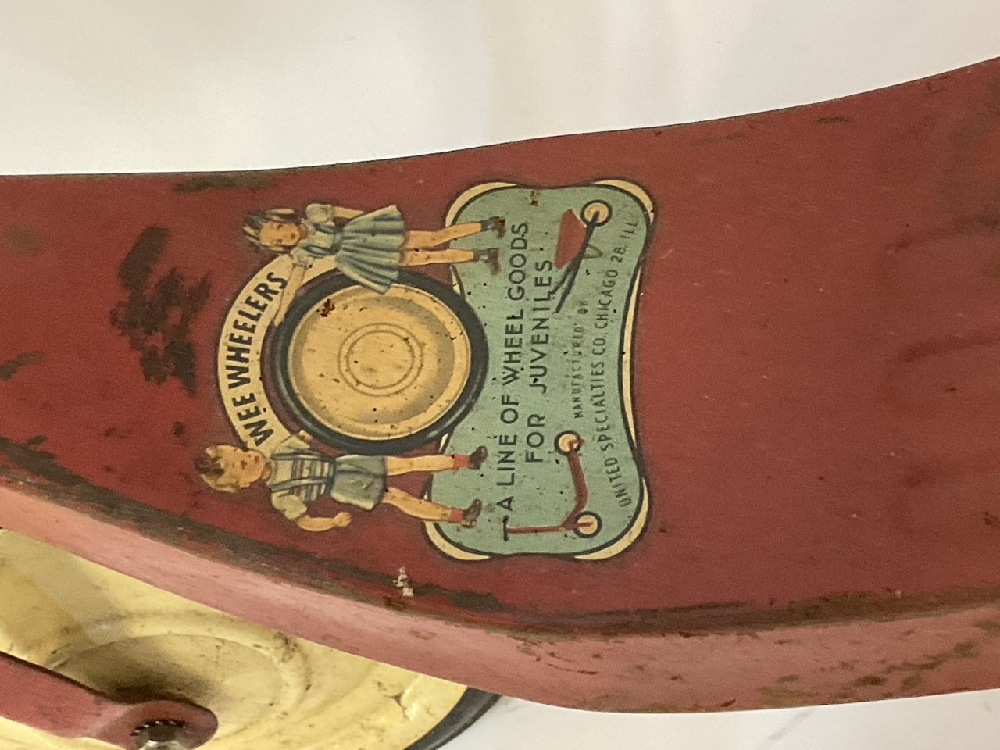 WEE WHEELERS
A LINE OF WHEEL GOODS
FOR JUVENILES
MANUFACTURED BY
UNITED SPECIALTIES CO. CHICAGO 28, ILL.